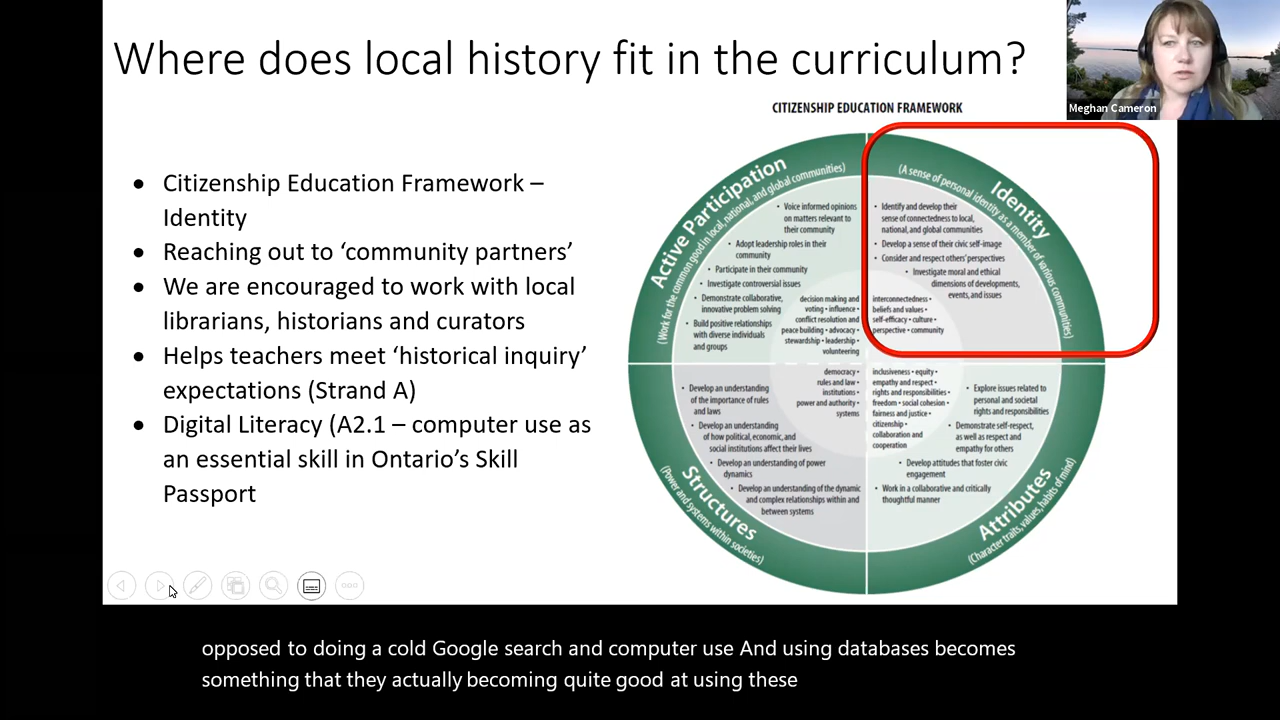 Where does local history fit in the curriculum?
Meghan Cameron
CITIZENSHIP EDUCATION FRAMEWORK
• Citizenship Education Framework –
Identity
• Reaching out to ‘community partners’
• We are encouraged to work with local
librarians, historians and curators
• Helps teachers meet ‘historical inquiry’
expectations (Strand A)
• Digital Literacy (A2.1 – computer use as
an essential skill in Ontario’s Skill
Passport
Active Participation
(Work for the common good in local, national, and global communities)
• Voice informed opinions
on matters relevant to
their community
• Adopt leadership roles in their
community
• Participate in their community
• Investigate controversial issues
• Demonstrate collaborative,
innovative problem solving
• Build positive relationships
with diverse individuals
and groups
decision making and
voting • influence •
conflict resolution and
peace building • advocacy •
stewardship • leadership •
volunteering
Identity
(A sense of personal identity as a member of various communities)
• Identify and develop their
sense of connectedness to local,
national, and global communities
• Develop a sense of their civic self-image
• Consider and respect others’ perspectives
• Investigate moral and ethical
dimensions of developments,
events, and issues
interconnectedness •
beliefs and values •
self-efficacy • culture •
perspective • community
democracy •
rules and law •
institutions •
power and authority •
systems
• Develop an understanding
of the importance of rules
and laws
• Develop an understanding
of how political, economic, and
social institutions affect their lives
• Develop an understanding of power
dynamics
• Develop an understanding of the dynamic
and complex relationships within and
between systems
Structures
(Power and systems within societies)
inclusiveness • equity •
empathy and respect •
rights and responsibilities •
freedom • social cohesion •
fairness and justice •
citizenship •
collaboration and
cooperation
• Explore issues related to
personal and societal
rights and responsibilities
• Demonstrate self-respect,
as well as respect and
empathy for others
• Develop attitudes that foster civic
engagement
• Work in a collaborative and critically
thoughtful manner
Attributes
(Character traits, values, habits of mind)
opposed to doing a cold Google search and computer use And using databases becomes
something that they actually becoming quite good at using these